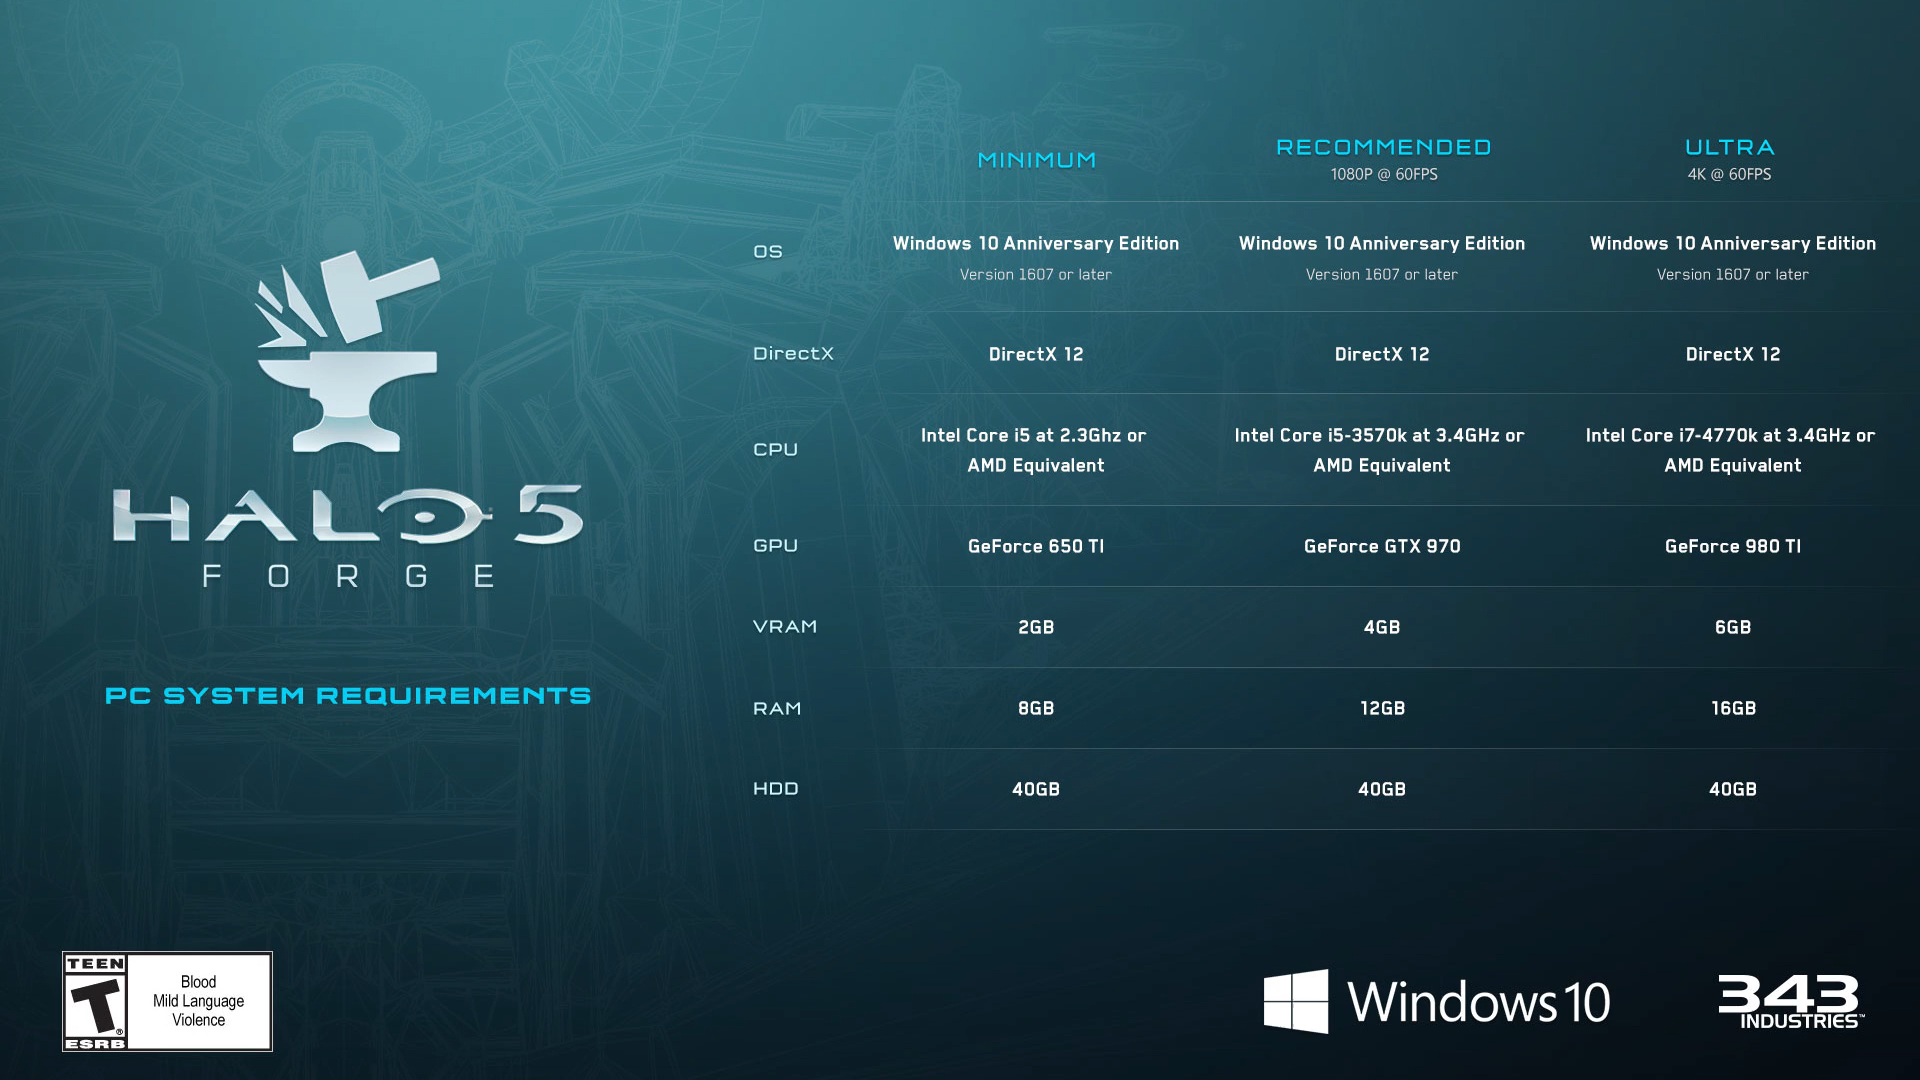 MINIMUM
RECOMMENDED
1080P @ 60FPS
ULTRA
4K @ 60FPS
OS
Windows 10 Anniversary Edition
Version 1607 or later
Windows 10 Anniversary Edition
Version 1607 or later
Windows 10 Anniversary Edition
Version 1607 or later
DirectX
DirectX 12
DirectX 12
DirectX 12
CPU
Intel Core i5 at 2.3Ghz or
AMD Equivalent
Intel Core i5-3570k at 3.4GHz or
AMD Equivalent
Intel Core i7-4770k at 3.4GHz or
AMD Equivalent
GPU
GeForce 650 TI
GeForce GTX 970
GeForce 980 TI
VRAM
2GB
4GB
6GB
RAM
8GB
12GB
16GB
HDD
40GB
40GB
40GB
HALO 5
FORGE
PC SYSTEM REQUIREMENTS
TEEN
T®
ESRB
Blood
Mild Language
Violence
Windows 10
343
INDUSTRIES™